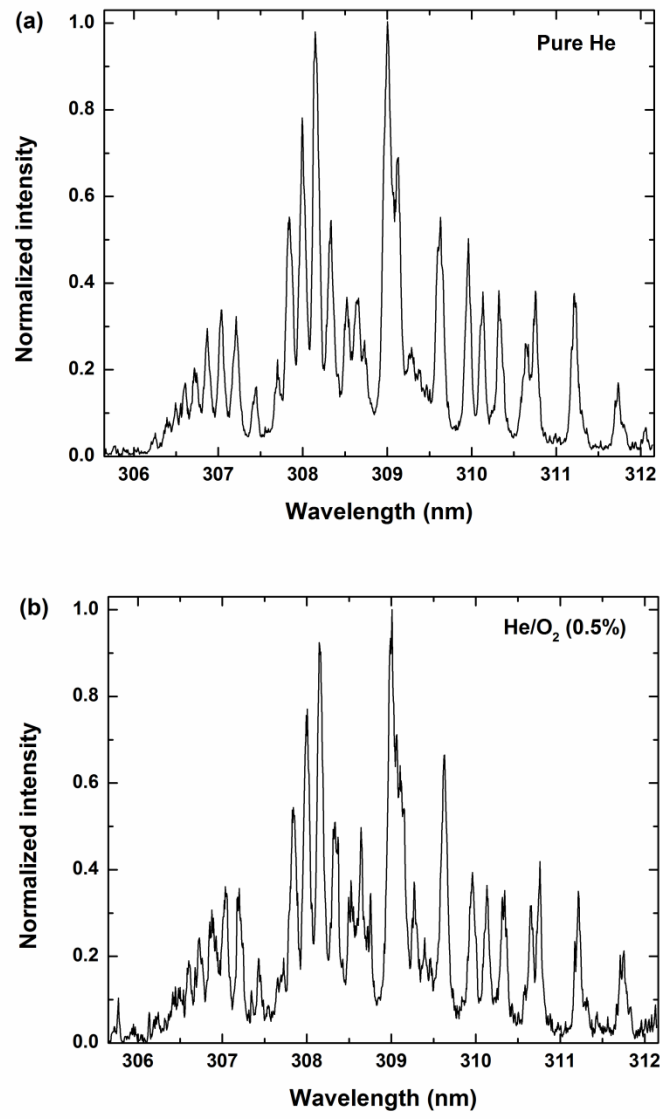 (a)
Pure He
Normalized intensity
1.0
0.8
0.6
0.4
0.2
0.0
306 307 308 309 310 311 312
Wavelength (nm)
(b)
He/O₂ (0.5%)
Normalized intensity
1.0
0.8
0.6
0.4
0.2
0.0
306 307 308 309 310 311 312
Wavelength (nm)